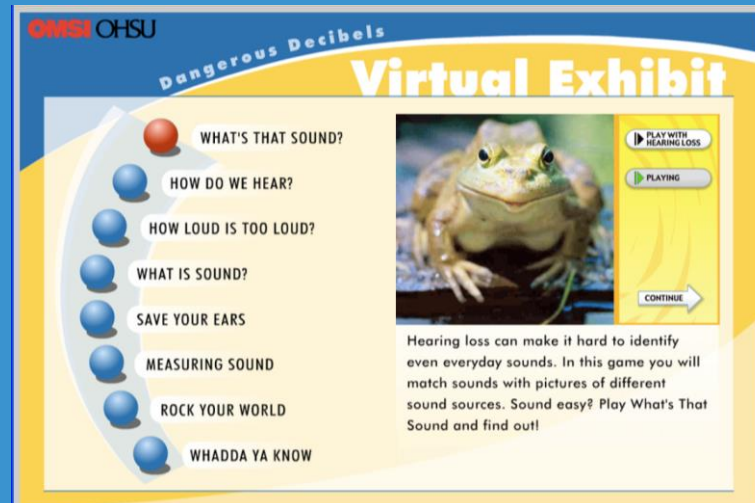 OMSI OHSU
Dangerous Decibels
Virtual Exhibit
WHAT'S THAT SOUND?
HOW DO WE HEAR?
HOW LOUD IS TOO LOUD?
WHAT IS SOUND?
SAVE YOUR EARS
MEASURING SOUND
ROCK YOUR WORLD
WHADDA YA KNOW
PLAY WITH
HEARING LOSS
PLAYING
CONTINUE
Hearing loss can make it hard to identify
even everyday sounds. In this game you will
match sounds with pictures of different
sound sources. Sound easy? Play What's That
Sound and find out!